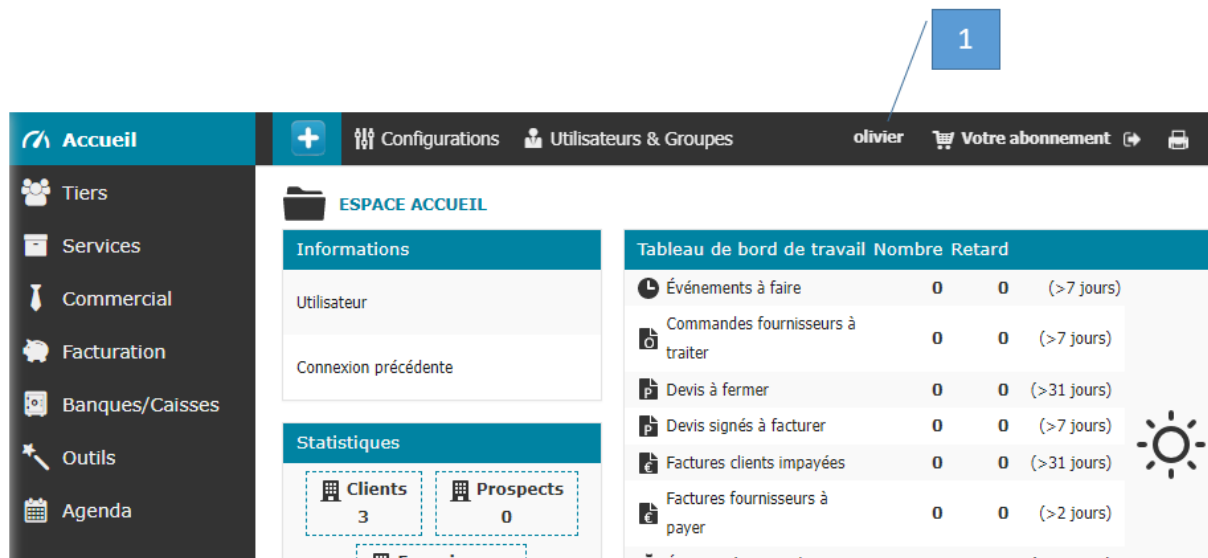 1
Accueil
Configurations
Utilisateurs & Groupes
olivier
Votre abonnement
Tiers
Services
Commercial
Facturation
Banques/Caisses
Outils
Agenda
ESPACE ACCUEIL
Informations
Utilisateur
Connexion précédente
Statistiques
Clients
3
Prospects
0
Tableau de bord de travail Nombre Retard
Événements à faire 0 0 (>7 jours)
Commandes fournisseurs à
traiter 0 0 (>7 jours)
Devis à fermer 0 0 (>31 jours)
Devis signés à facturer 0 0 (>7 jours)
Factures clients impayées 0 0 (>31 jours)
Factures fournisseurs à
payer 0 0 (>2 jours)